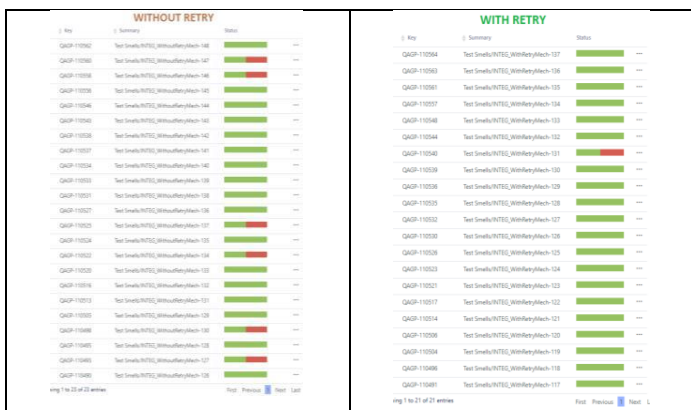 WITHOUT RETRY
Key Summary Status
QAGP-110562 Test Smells/INTEG_WithoutRetryMech-148
QAGP-110560 Test Smells/INTEG_WithoutRetryMech-147
QAGP-110558 Test Smells/INTEG_WithoutRetryMech-146
QAGP-110556 Test Smells/INTEG_WithoutRetryMech-145
QAGP-110546 Test Smells/INTEG_WithoutRetryMech-144
QAGP-110543 Test Smells/INTEG_WithoutRetryMech-143
QAGP-110538 Test Smells/INTEG_WithoutRetryMech-142
QAGP-110537 Test Smells/INTEG_WithoutRetryMech-141
QAGP-110534 Test Smells/INTEG_WithoutRetryMech-140
QAGP-110533 Test Smells/INTEG_WithoutRetryMech-139
QAGP-110531 Test Smells/INTEG_WithoutRetryMech-138
QAGP-110527 Test Smells/INTEG_WithoutRetryMech-136
QAGP-110525 Test Smells/INTEG_WithoutRetryMech-137
QAGP-110524 Test Smells/INTEG_WithoutRetryMech-135
QAGP-110522 Test Smells/INTEG_WithoutRetryMech-134
QAGP-110520 Test Smells/INTEG_WithoutRetryMech-133
QAGP-110516 Test Smells/INTEG_WithoutRetryMech-132
QAGP-110513 Test Smells/INTEG_WithoutRetryMech-131
QAGP-110505 Test Smells/INTEG_WithoutRetryMech-129
QAGP-110498 Test Smells/INTEG_WithoutRetryMech-130
QAGP-110495 Test Smells/INTEG_WithoutRetryMech-128
QAGP-110493 Test Smells/INTEG_WithoutRetryMech-127
QAGP-110490 Test Smells/INTEG_WithoutRetryMech-126
ing 1 to 23 of 23 entries First Previous 1 Next Last
WITH RETRY
Key Summary Status
QAGP-110564 Test Smells/INTEG_WithRetryMech-137
QAGP-110563 Test Smells/INTEG_WithRetryMech-136
QAGP-110561 Test Smells/INTEG_WithRetryMech-135
QAGP-110557 Test Smells/INTEG_WithRetryMech-134
QAGP-110548 Test Smells/INTEG_WithRetryMech-133
QAGP-110544 Test Smells/INTEG_WithRetryMech-132
QAGP-110540 Test Smells/INTEG_WithRetryMech-131
QAGP-110539 Test Smells/INTEG_WithRetryMech-130
QAGP-110536 Test Smells/INTEG_WithRetryMech-129
QAGP-110535 Test Smells/INTEG_WithRetryMech-128
QAGP-110532 Test Smells/INTEG_WithRetryMech-127
QAGP-110530 Test Smells/INTEG_WithRetryMech-126
QAGP-110526 Test Smells/INTEG_WithRetryMech-125
QAGP-110523 Test Smells/INTEG_WithRetryMech-124
QAGP-110521 Test Smells/INTEG_WithRetryMech-123
QAGP-110517 Test Smells/INTEG_WithRetryMech-122
QAGP-110514 Test Smells/INTEG_WithRetryMech-121
QAGP-110506 Test Smells/INTEG_WithRetryMech-120
QAGP-110504 Test Smells/INTEG_WithRetryMech-119
QAGP-110496 Test Smells/INTEG_WithRetryMech-118
QAGP-110491 Test Smells/INTEG_WithRetryMech-117
ing 1 to 21 of 21 entries First Previous 1 Next L